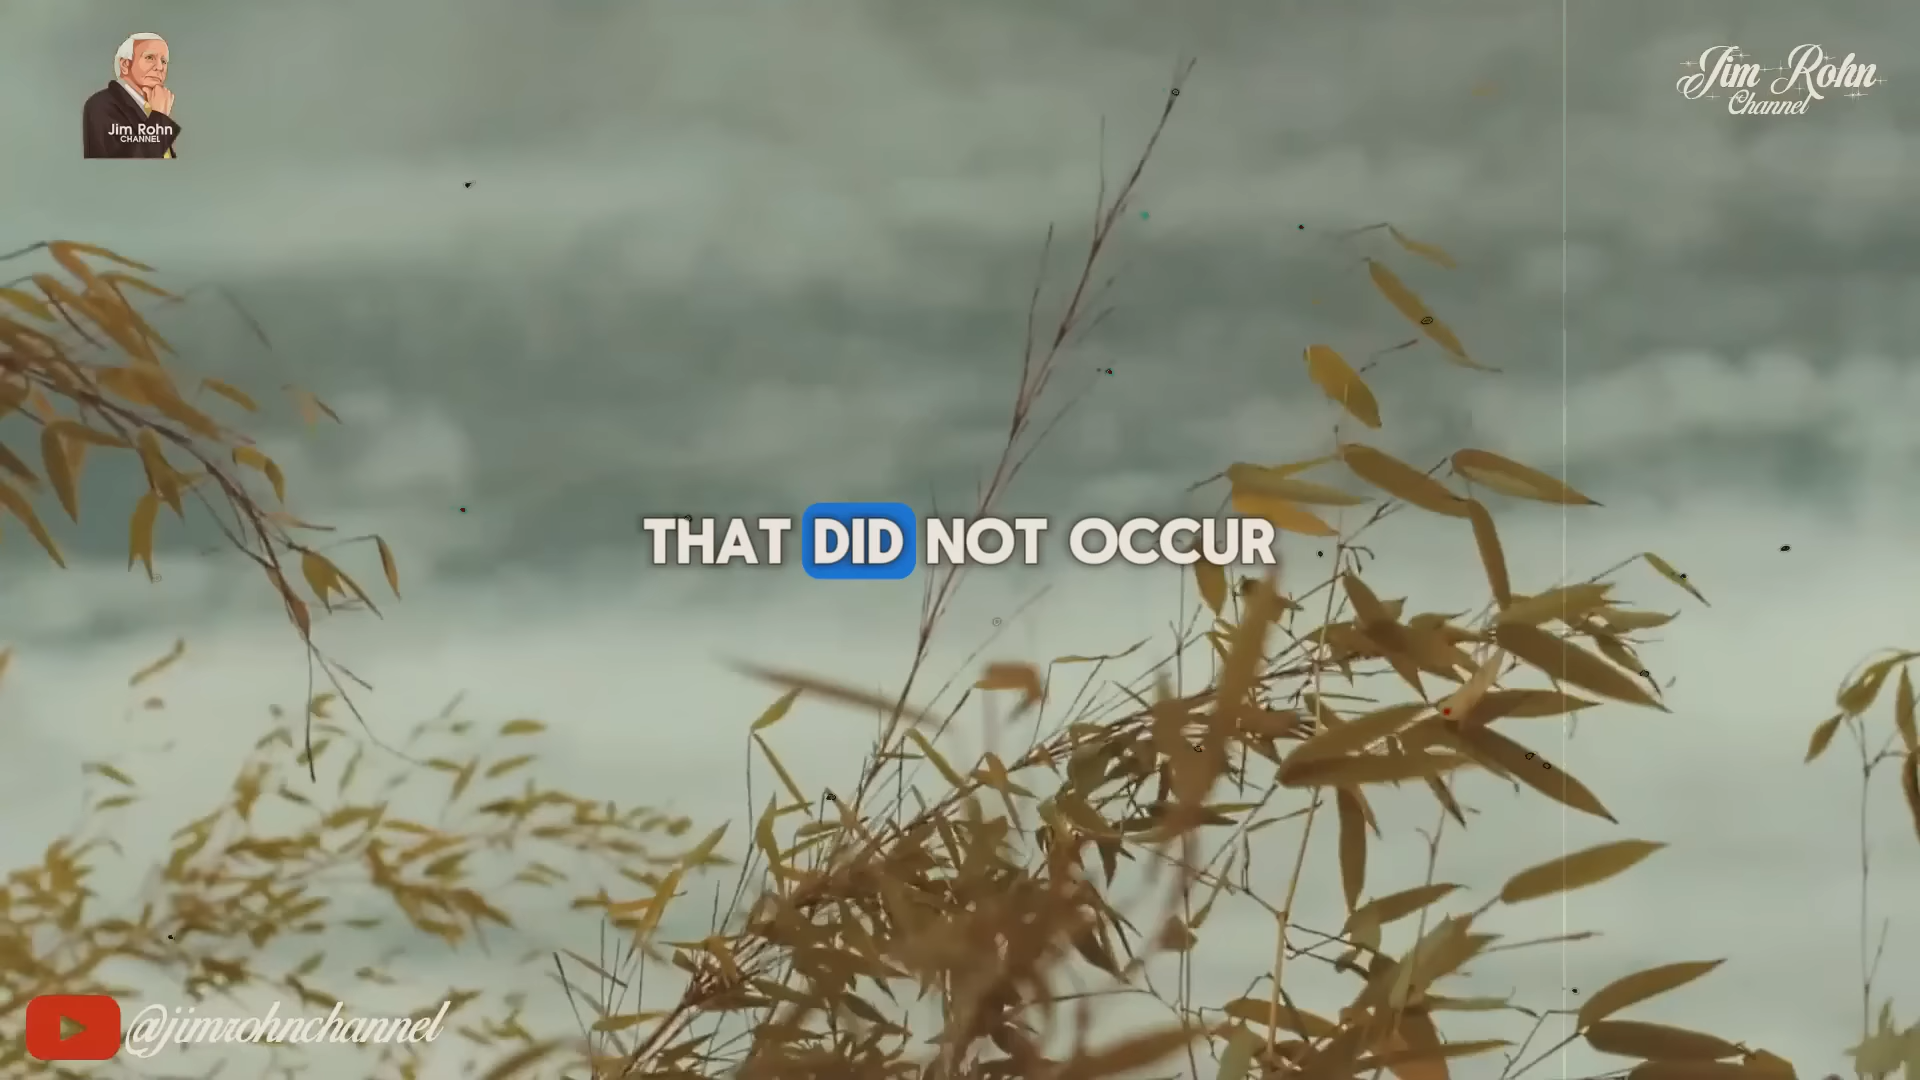 Jim Rohn
CHANNEL
Jim Rohn
Channel
THAT DID NOT OCCUR
@jimrohnchannel